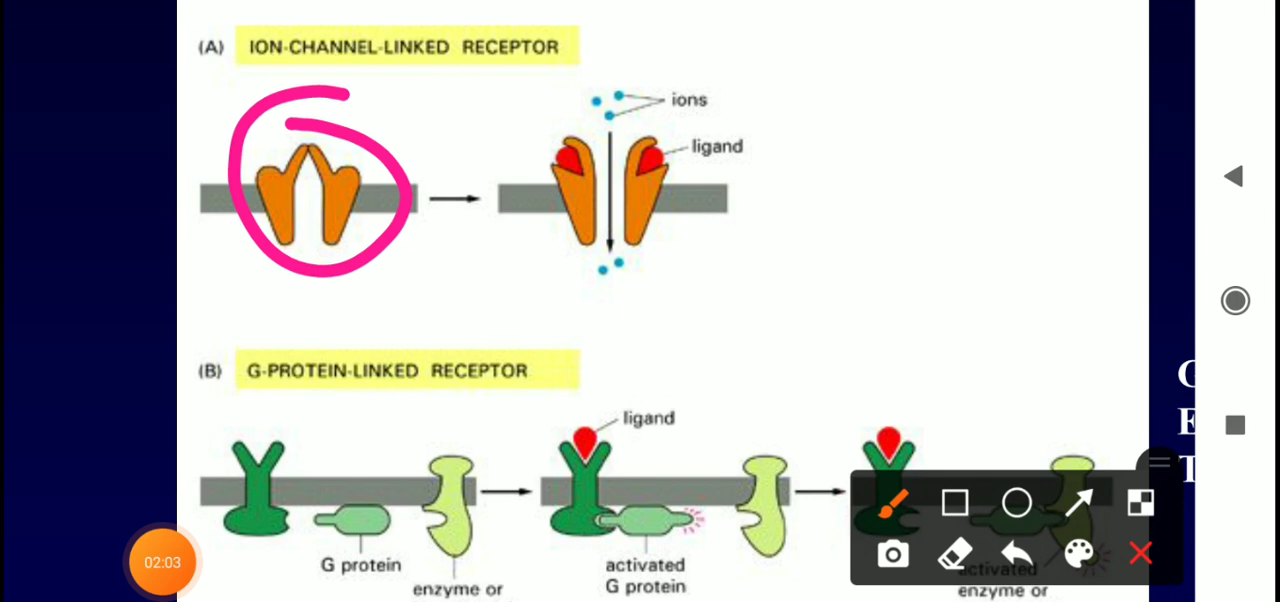 (A) ION-CHANNEL-LINKED RECEPTOR
ions
ligand
(B) G-PROTEIN-LINKED RECEPTOR
ligand
G protein
enzyme or
activated
G protein
activated
enzyme or
G
E
T
02:03